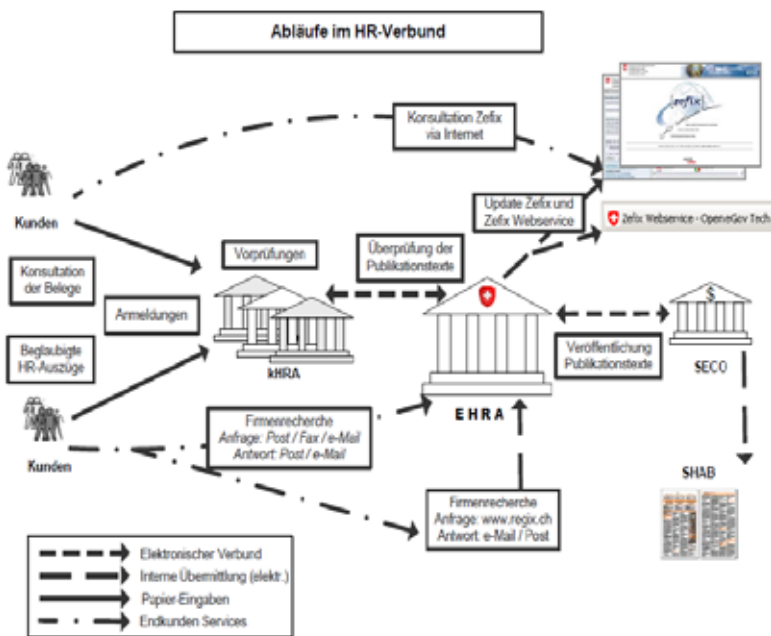 Abläufe im HR-Verbund
Konsultation Zefix
via Internet
zefix
Kunden
Update Zefix und
Zefix Webservice
Zefix Webservice - OpeneGov Tech
Vorprüfungen
Überprüfung der
Publikationstexte
Konsultation
der Belege
Anmeldungen
$
Beglaubigte
HR-Auszüge
kHRA
Veröffentlichung
Publikationstexte
SECO
EHRA
Kunden
Firmenrecherche
Anfrage: Post / Fax / e-Mail
Antwort: Post / e-Mail
SHAB
Firmenrecherche
Anfrage: www.regix.ch
Antwort: e-Mail / Post
Elektronischer Verbund
Interne Übermittlung (elektr.)
Papier-Eingaben
Endkunden Services